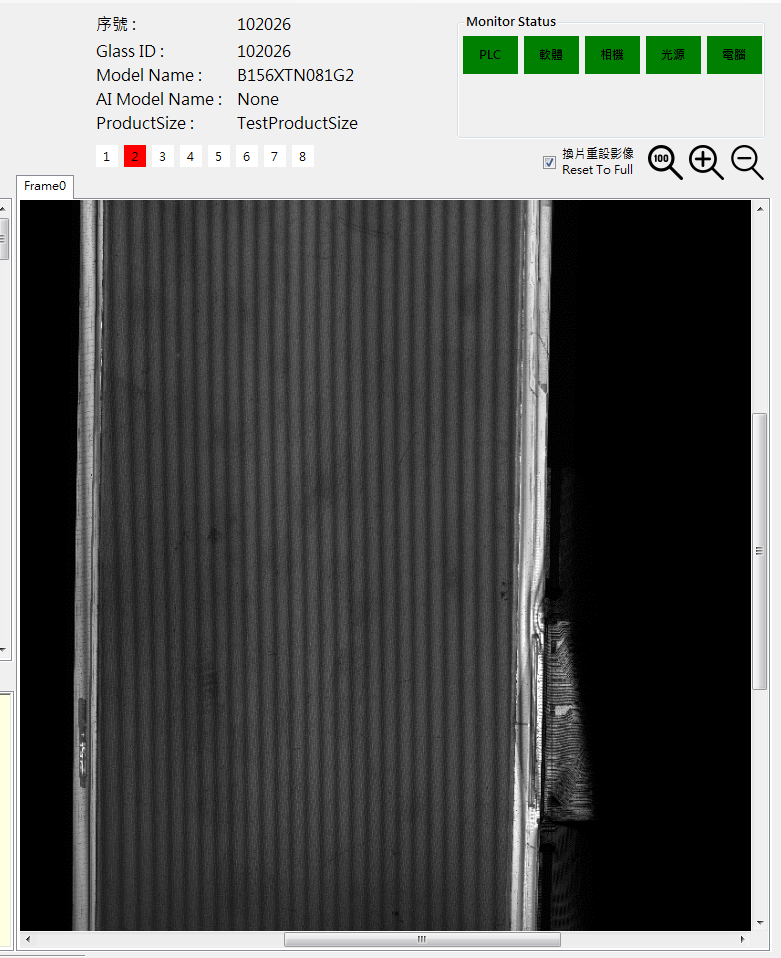 序號 : 102026
Glass ID : 102026
Model Name : B156XTN081G2
AI Model Name : None
ProductSize : TestProductSize
1 2 3 4 5 6 7 8
Monitor Status
PLC 軟體 相機 光源 電腦
換片重設影像
Reset To Full
100
Frame0